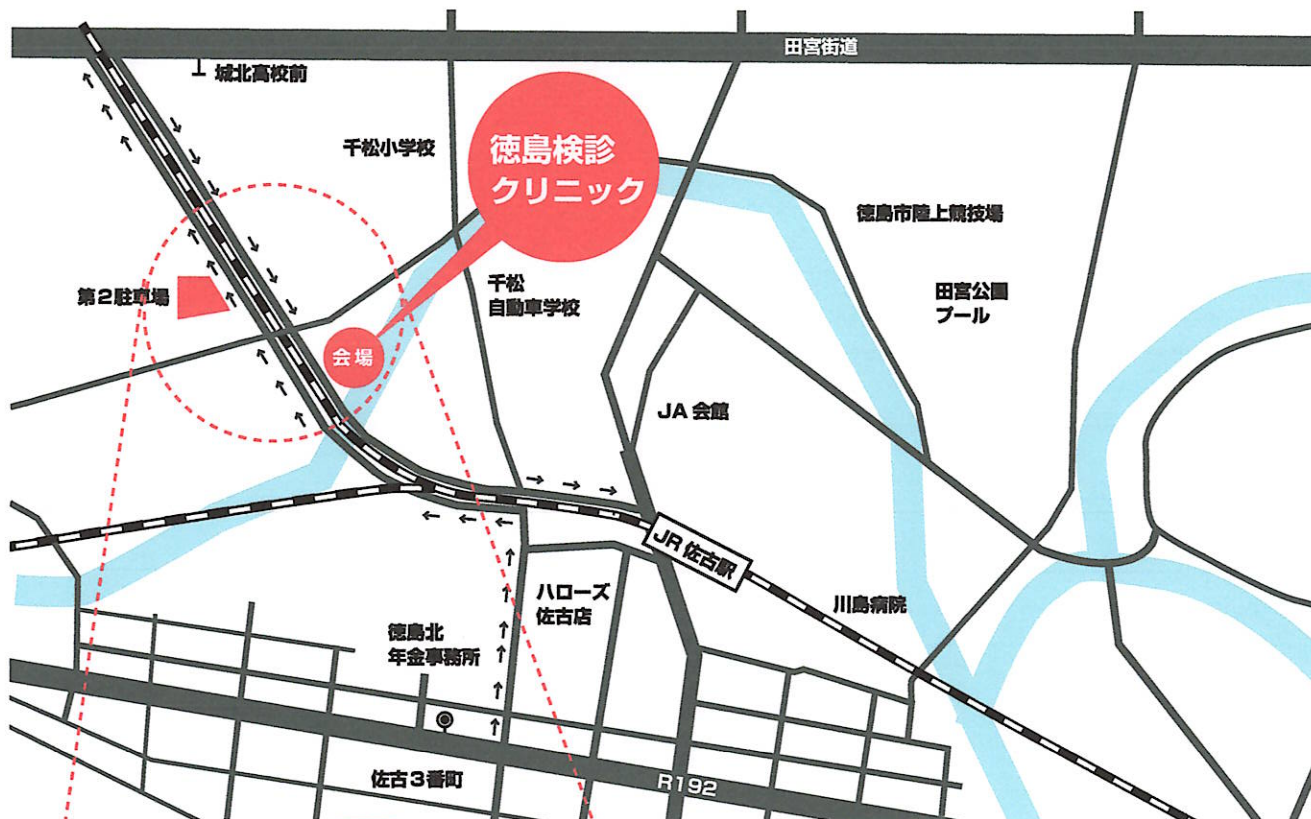 田宮街道
城北高校前
千松小学校
徳島検診
クリニック
徳島市陸上競技場
第2駐車場
千松
自動車学校
田宮公園
プール
会場
JA 会館
JR 佐古駅
ハローズ
佐古店
川島病院
徳島北
年金事務所
佐古3番町
R192